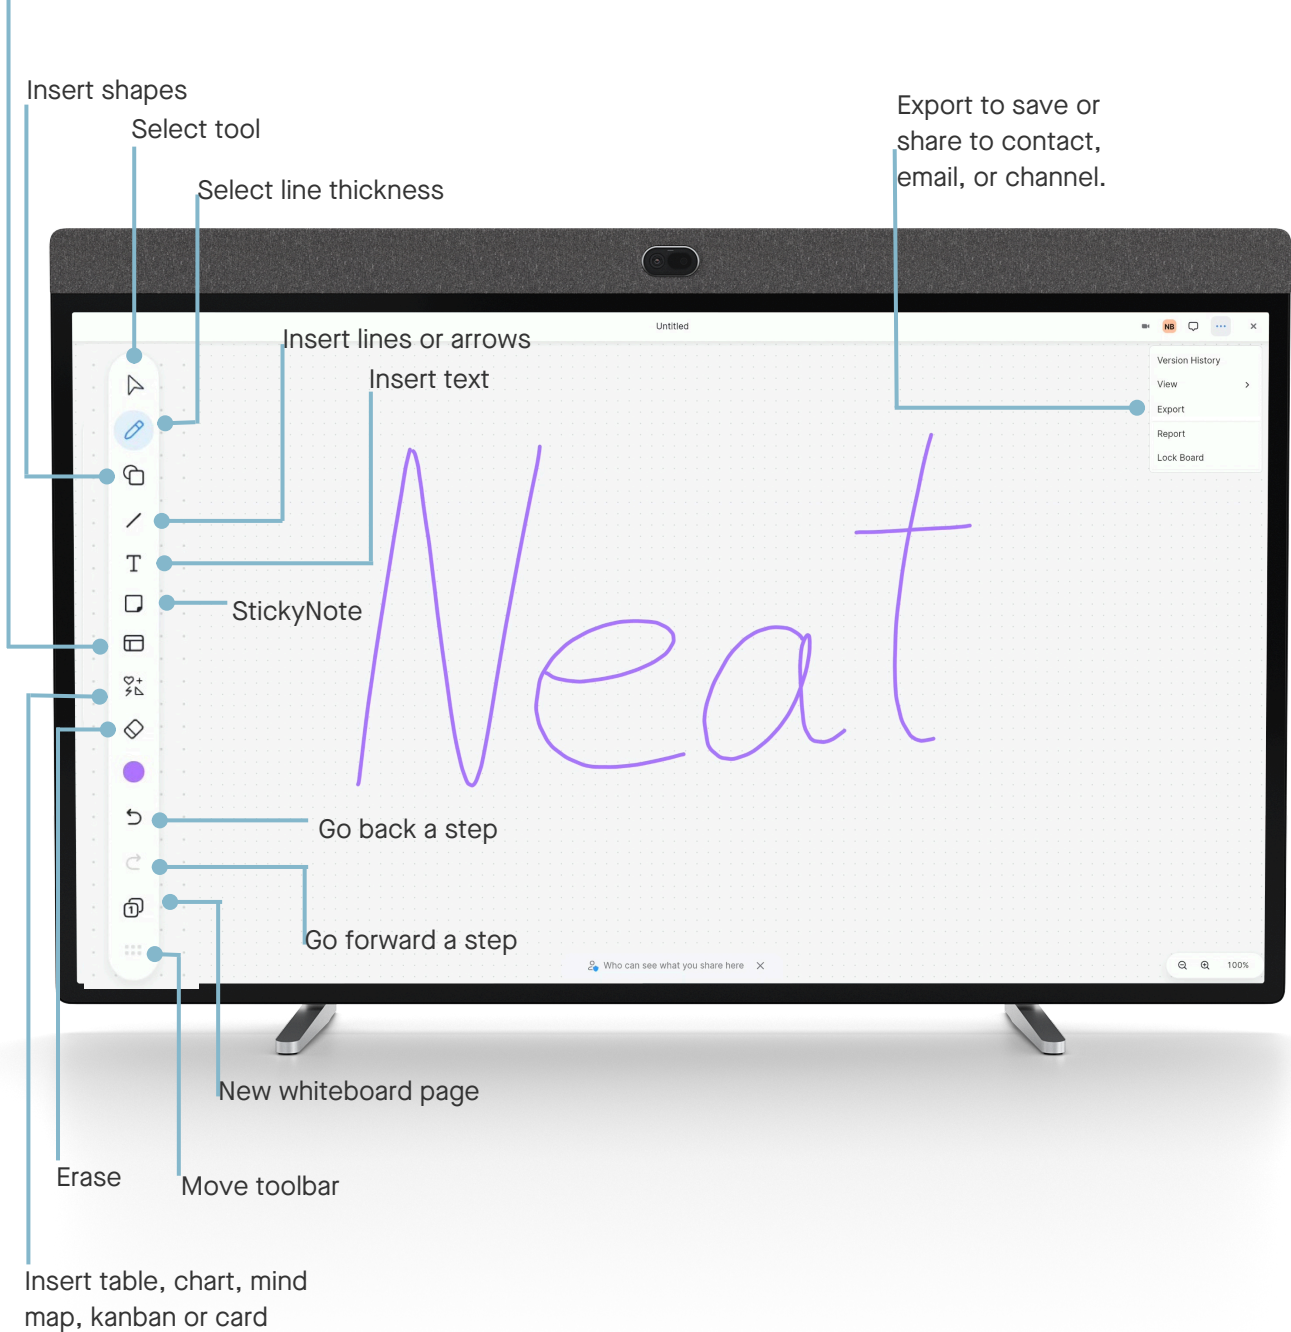 Insert shapes
Select tool
Select line thickness
Export to save or
share to contact,
email, or channel.
Untitled
NB
Insert lines or arrows
Insert text
Version History
View
Export
Report
Lock Board
Neat
T
StickyNote
Go back a step
1
Go forward a step
Who can see what you share here
100%
New whiteboard page
Erase
Move toolbar
Insert table, chart, mind
map, kanban or card